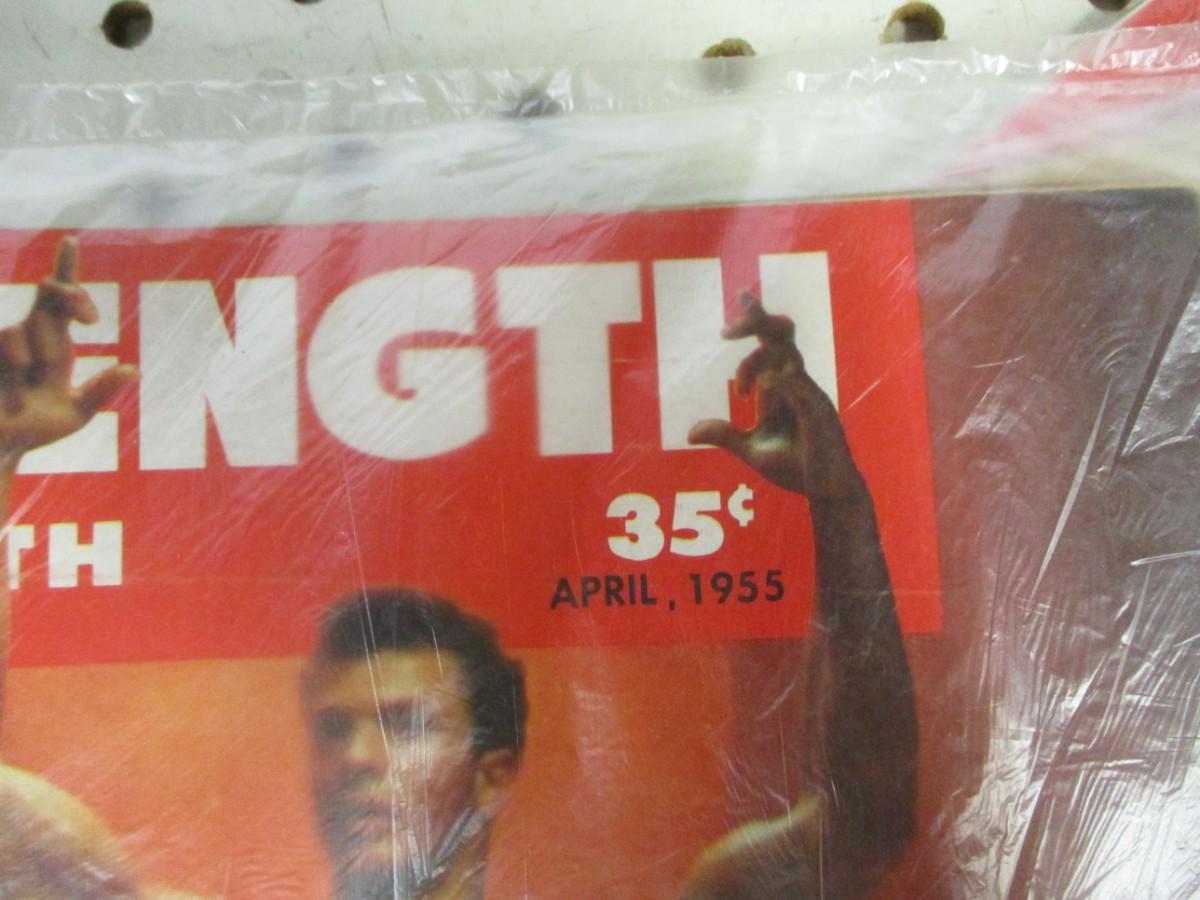 ENGTH
TH
35¢
APRIL, 1955